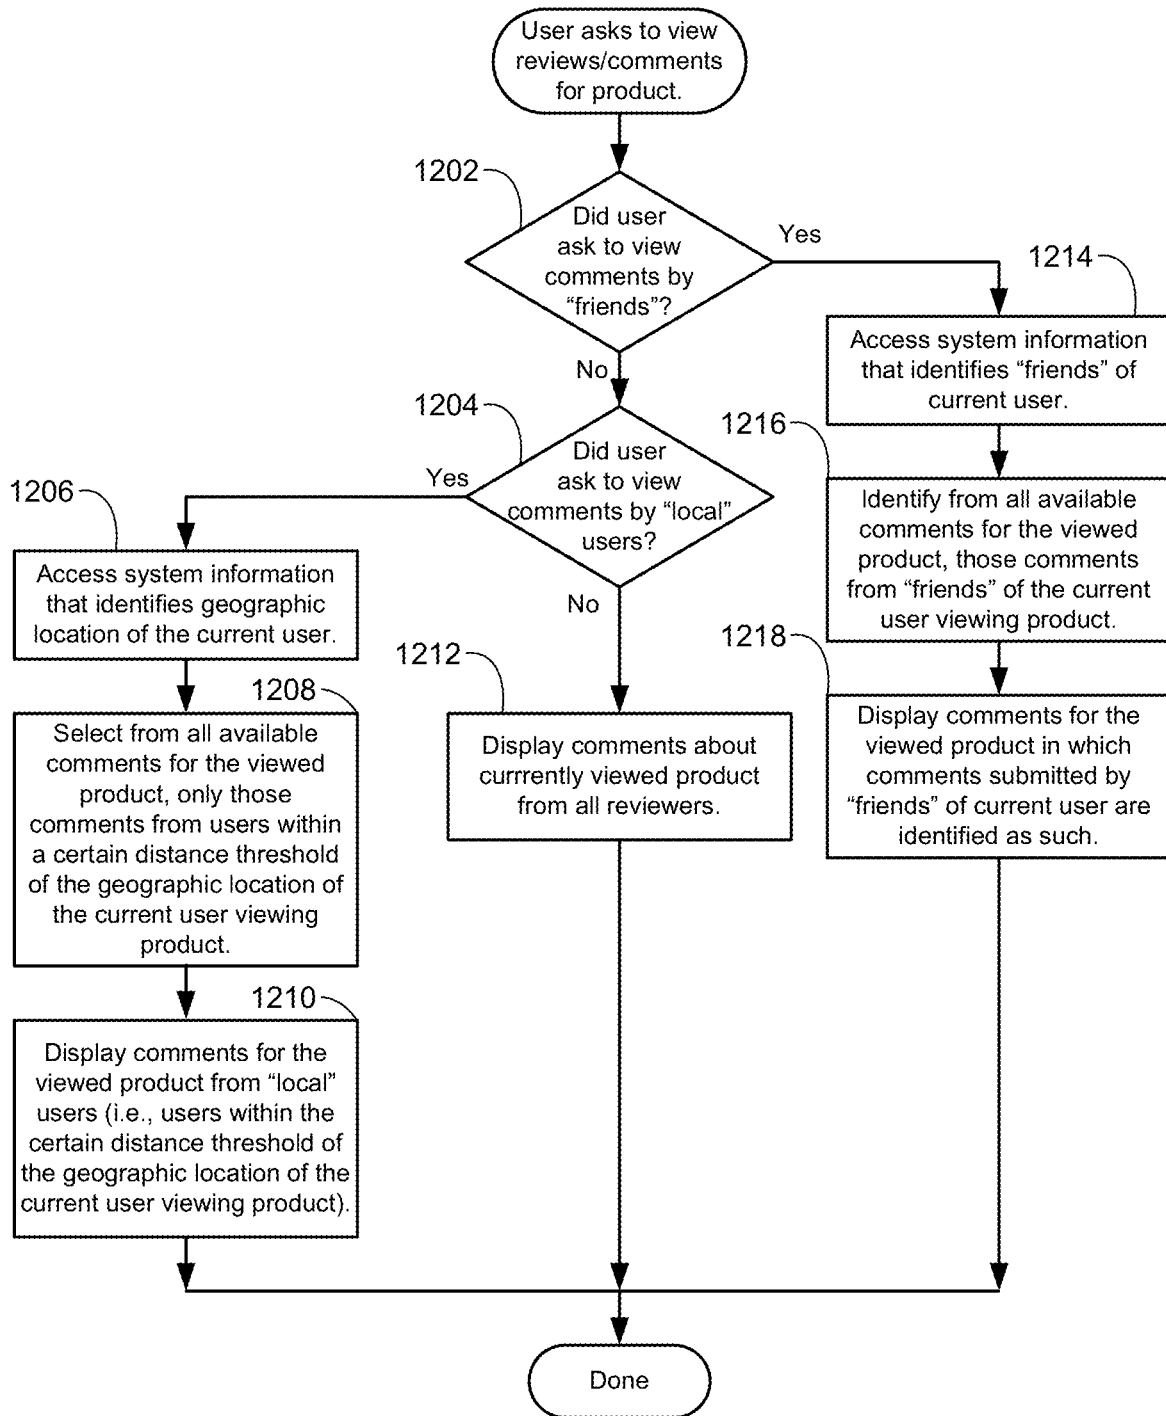 User asks to view
reviews/comments
for product.
1202
Did user
ask to view
comments by
“friends”?
Yes
No
1214
Access system information
that identifies “friends” of
current user.
1204
Did user
ask to view
comments by “local”
users?
Yes
No
1216
Identify from all available
comments for the viewed
product, those comments
from “friends” of the current
user viewing product.
1206
Access system information
that identifies geographic
location of the current user.
1218
Display comments for the
viewed product in which
comments submitted by
“friends” of current user are
identified as such.
1212
Display comments about
currrently viewed product
from all reviewers.
1208
Select from all available
comments for the viewed
product, only those
comments from users within
a certain distance threshold
of the geographic location of
the current user viewing
product.
1210
Display comments for the
viewed product from “local”
users (i.e., users within the
certain distance threshold of
the geographic location of the
current user viewing product).
Done